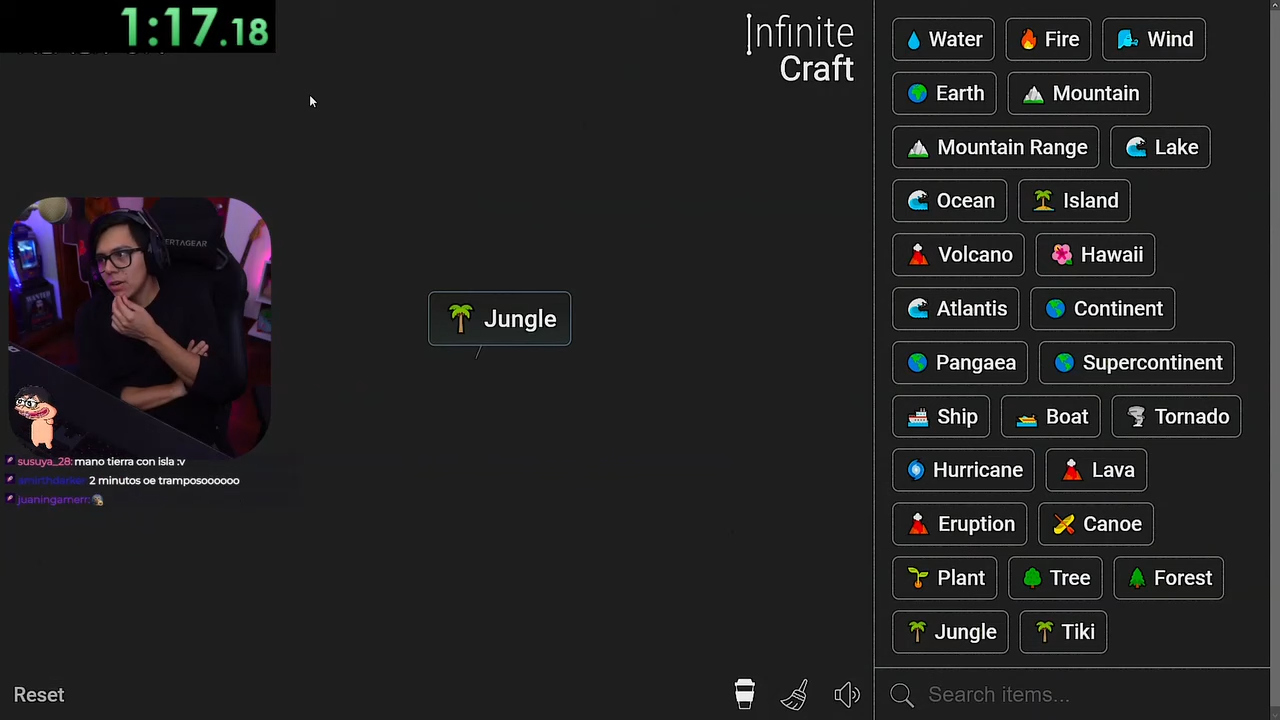 1:17.18
Infinite
Craft
Water
Fire
Wind
Earth
Mountain
Mountain Range
Lake
Ocean
Island
Volcano
Hawaii
Jungle
Atlantis
Continent
Pangaea
Supercontinent
Ship
Boat
Tornado
Hurricane
Lava
Eruption
Canoe
Plant
Tree
Forest
Jungle
Tiki
ERTAGEAR
susuya_28: mano tierra con isla :v
2 minutos oe tramposoooooo
juaningamerr:
Reset
Search items...